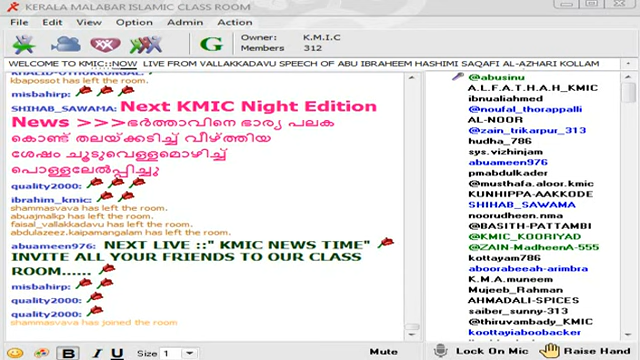 KERALA MALABAR ISLAMIC CLASS ROOM
File Edit View Option Admin Action
G Owner: K.M.I.C
Members 312
WELCOME TO KMIC::NOW LIVE FROM VALLAKKADAVU SPEECH OF ABU IBRAHEEM HASHIMI SAQAFI AL-AZHARI KOLLAM
kbapossot has left the room.
misbahirp:
SHIHAB_SAWAMA: Next KMIC Night Edition
News >>>ഭർത്താവിനെ ഭാര്യ പലക
കൊണ്ട് തലയ്ക്കടിച്ച് വീഴ്ത്തിയ
ശേഷം ചൂടുവെള്ളമൊഴിച്ച്
പൊള്ളലേൽപ്പിച്ചു
quality2000:
ibrahim_kmic:
shammasvava has left the room.
abuajmalkp has left the room.
faisal_vallakkadavu has left the room.
abdulazeez.kaipamangalam has left the room.
abuameen976: NEXT LIVE ::" KMIC NEWS TIME"
INVITE ALL YOUR FRIENDS TO OUR CLASS
ROOM......
misbahirp:
quality2000:
quality2000:
shammasvava has joined the room
@abusinu
A.L.F.A.T.H.A.H_KMIC
ibnualiahmed
@noufal_thorappalli
AL-NOOR
@zain_trikarpur_313
hudha_786
sys.vizhinjam
abuameen976
pmabdulkader
@musthafa.aloor.kmic
KUNHIPPA-AAKKODE
SHIHAB_SAWAMA
noorudheen.nma
@BASITH-PATTAMBI
@KMIC_KOORIYAD
@ZAIN-MadheenA-555
kottayam786
aboorabeeah-arimbra
K.M.A.muneem
Mujeeb_Rahman
AHMADALI-SPICES
saiber_sunny-313
@thiruvambady_KMIC
koottayiaboobacker
B I U Size 1 Mute Lock On Mic Raise Hand